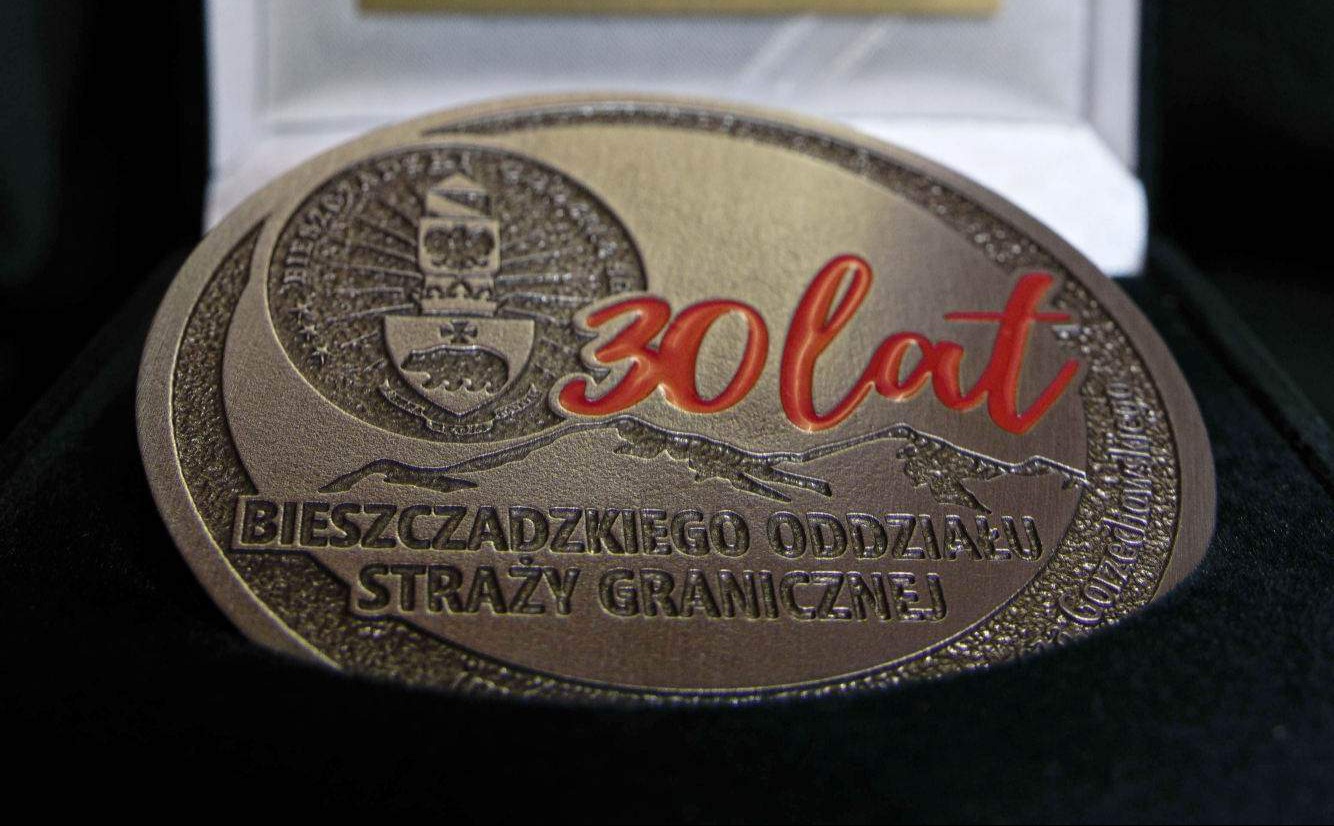 30 lat
BIESZCZADZKIEGO ODDZIAŁU
STRAŻY GRANICZNEJ